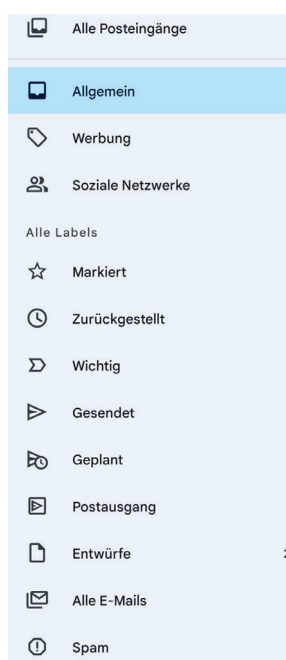 Alle Posteingänge
Allgemein
Werbung
Soziale Netzwerke
Alle Labels
Markiert
Zurückgestellt
Wichtig
Gesendet
Geplant
Postausgang
Entwürfe
Alle E-Mails
Spam